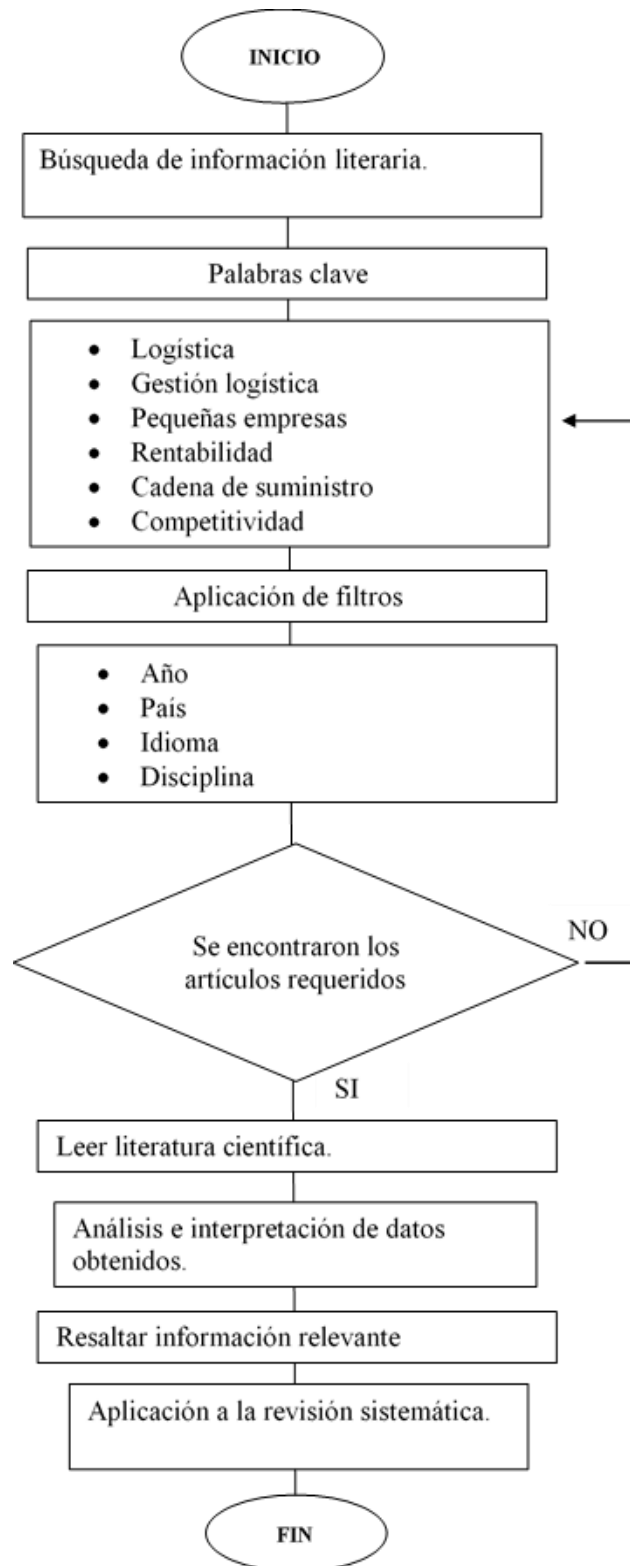 INICIO
Búsqueda de información literaria.
Palabras clave
• Logística
• Gestión logística
• Pequeñas empresas
• Rentabilidad
• Cadena de suministro
• Competitividad
Aplicación de filtros
• Año
• País
• Idioma
• Disciplina
Se encontraron los
artículos requeridos
NO
SI
Leer literatura científica.
Análisis e interpretación de datos
obtenidos.
Resaltar información relevante
Aplicación a la revisión sistemática.
FIN